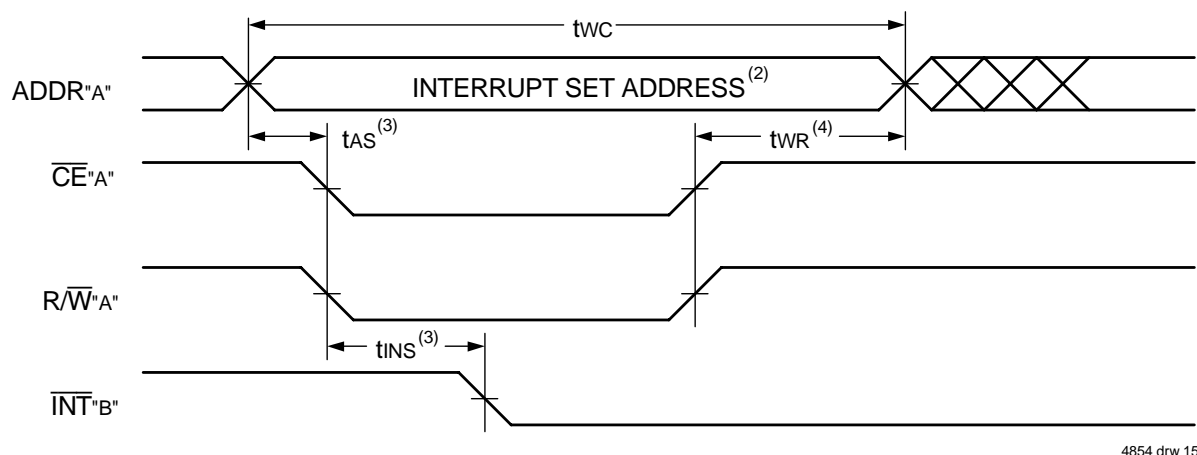 tWC
ADDR"A"
INTERRUPT SET ADDRESS(2)
tAS(3)
tWR(4)
CE"A"
R/W"A"
tINS(3)
INT"B"
4854 drw 15